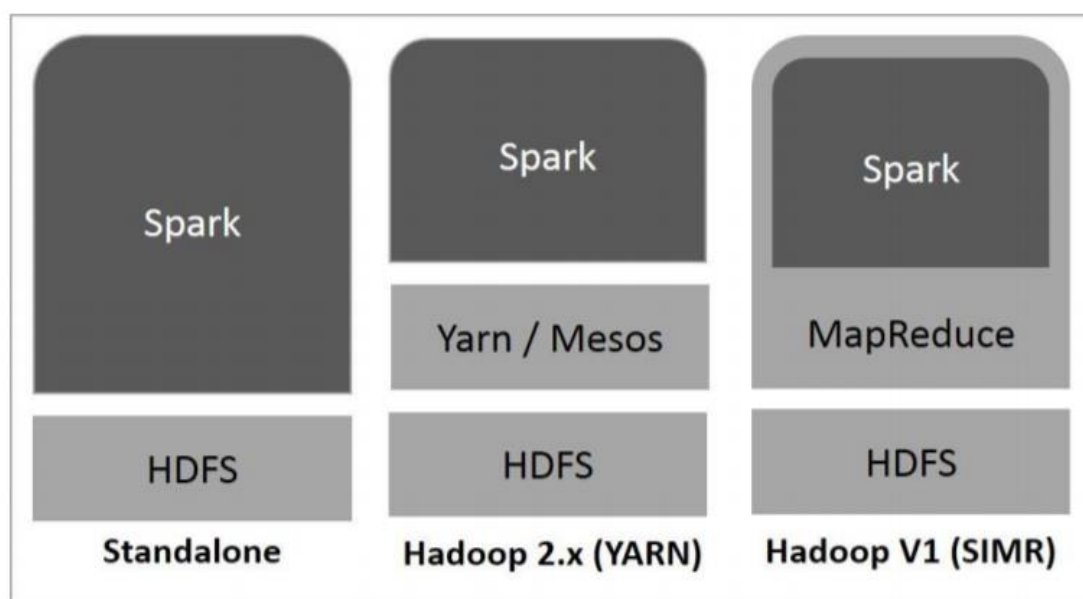 Spark
HDFS
Standalone
Spark
Yarn / Mesos
HDFS
Hadoop 2.x (YARN)
Spark
MapReduce
HDFS
Hadoop V1 (SIMR)